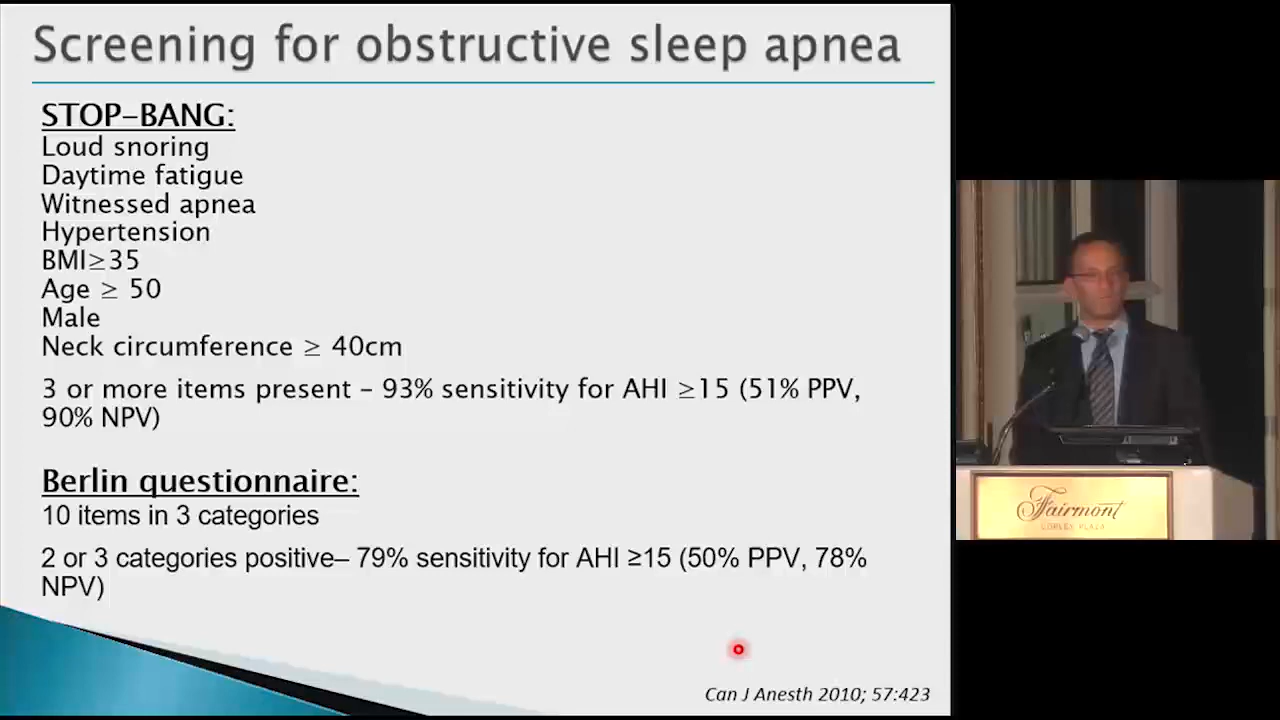 Screening for obstructive sleep apnea
STOP-BANG:
Loud snoring
Daytime fatigue
Witnessed apnea
Hypertension
BMI≥35
Age ≥ 50
Male
Neck circumference ≥ 40cm
3 or more items present – 93% sensitivity for AHI ≥15 (51% PPV,
90% NPV)
Berlin questionnaire:
10 items in 3 categories
2 or 3 categories positive– 79% sensitivity for AHI ≥15 (50% PPV, 78%
NPV)
Can J Anesth 2010; 57:423
Fairmont
COPLEY PLAZA